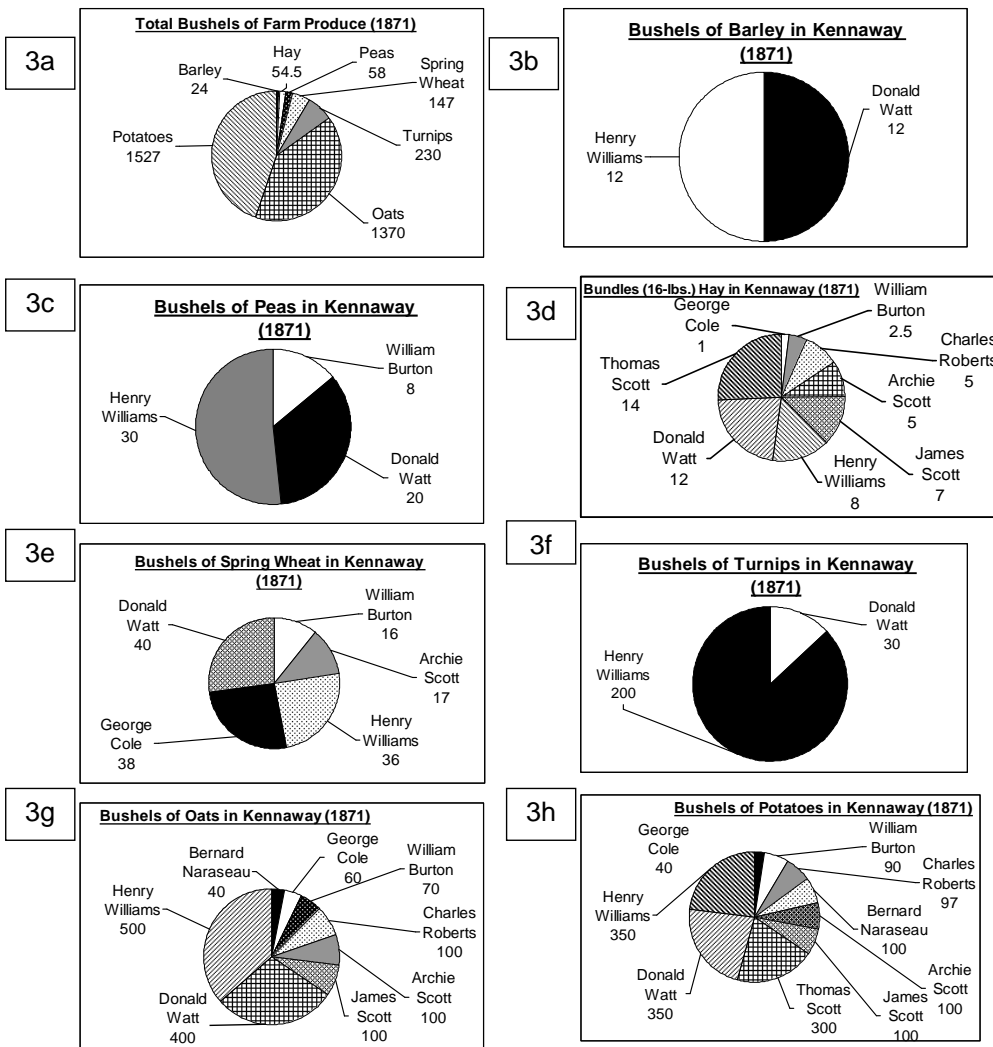 3a
Total Bushels of Farm Produce (1871)
Barley
24
Hay
54.5
Peas
58
Spring
Wheat
147
Turnips
230
Oats
1370
Potatoes
1527
3b
Bushels of Barley in Kennaway
(1871)
Donald
Watt
12
Henry
Williams
12
3c
Bushels of Peas in Kennaway
(1871)
William
Burton
8
Donald
Watt
20
Henry
Williams
30
3d
Bundles (16-lbs.) Hay in Kennaway (1871)
George
Cole
1
William
Burton
2.5
Charles
Roberts
5
Archie
Scott
5
James
Scott
7
Henry
Williams
8
Donald
Watt
12
Thomas
Scott
14
3e
Bushels of Spring Wheat in Kennaway
(1871)
William
Burton
16
Archie
Scott
17
Henry
Williams
36
George
Cole
38
Donald
Watt
40
3f
Bushels of Turnips in Kennaway
(1871)
Donald
Watt
30
Henry
Williams
200
3g
Bushels of Oats in Kennaway (1871)
Bernard
Naraseau
40
George
Cole
60
William
Burton
70
Charles
Roberts
100
Archie
Scott
100
James
Scott
100
Donald
Watt
400
Henry
Williams
500
3h
Bushels of Potatoes in Kennaway (1871)
George
Cole
40
William
Burton
90
Charles
Roberts
97
Bernard
Naraseau
100
Archie
Scott
100
James
Scott
100
Thomas
Scott
300
Donald
Watt
350
Henry
Williams
350